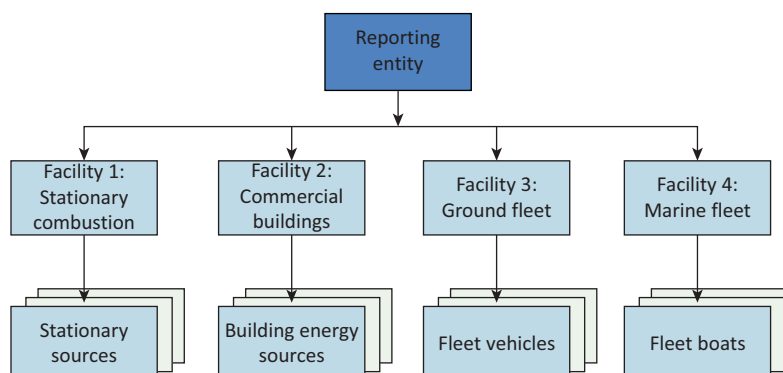 Reporting
entity
Facility 1:
Stationary
combustion
Facility 2:
Commercial
buildings
Facility 3:
Ground fleet
Facility 4:
Marine fleet
Stationary
sources
Building energy
sources
Fleet vehicles
Fleet boats